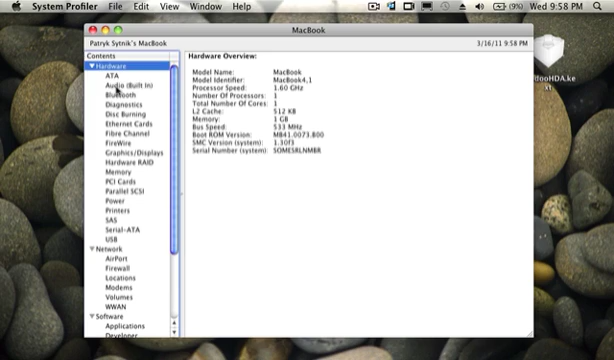 System Profiler File Edit View Window Help (9%) Wed 9:58 PM
MacBook
Patryk Sytnik's MacBook 3/16/11 9:58 PM
Contents
Hardware
ATA
Audio (Built In)
Bluetooth
Diagnostics
Disc Burning
Ethernet Cards
Fibre Channel
FireWire
Graphics/Displays
Hardware RAID
Memory
PCI Cards
Parallel SCSI
Power
Printers
SAS
Serial-ATA
USB
Network
AirPort
Firewall
Locations
Modems
Volumes
WWAN
Software
Applications
Developer
Hardware Overview:
Model Name: MacBook
Model Identifier: MacBook4,1
Processor Speed: 1.60 GHz
Number Of Processors: 1
Total Number Of Cores: 1
L2 Cache: 512 KB
Memory: 1 GB
Bus Speed: 533 MHz
Boot ROM Version: MB41.0073.B00
SMC Version (system): 1.30f3
Serial Number (system): SOMESRLNMBR
dooHDA.ke
xt